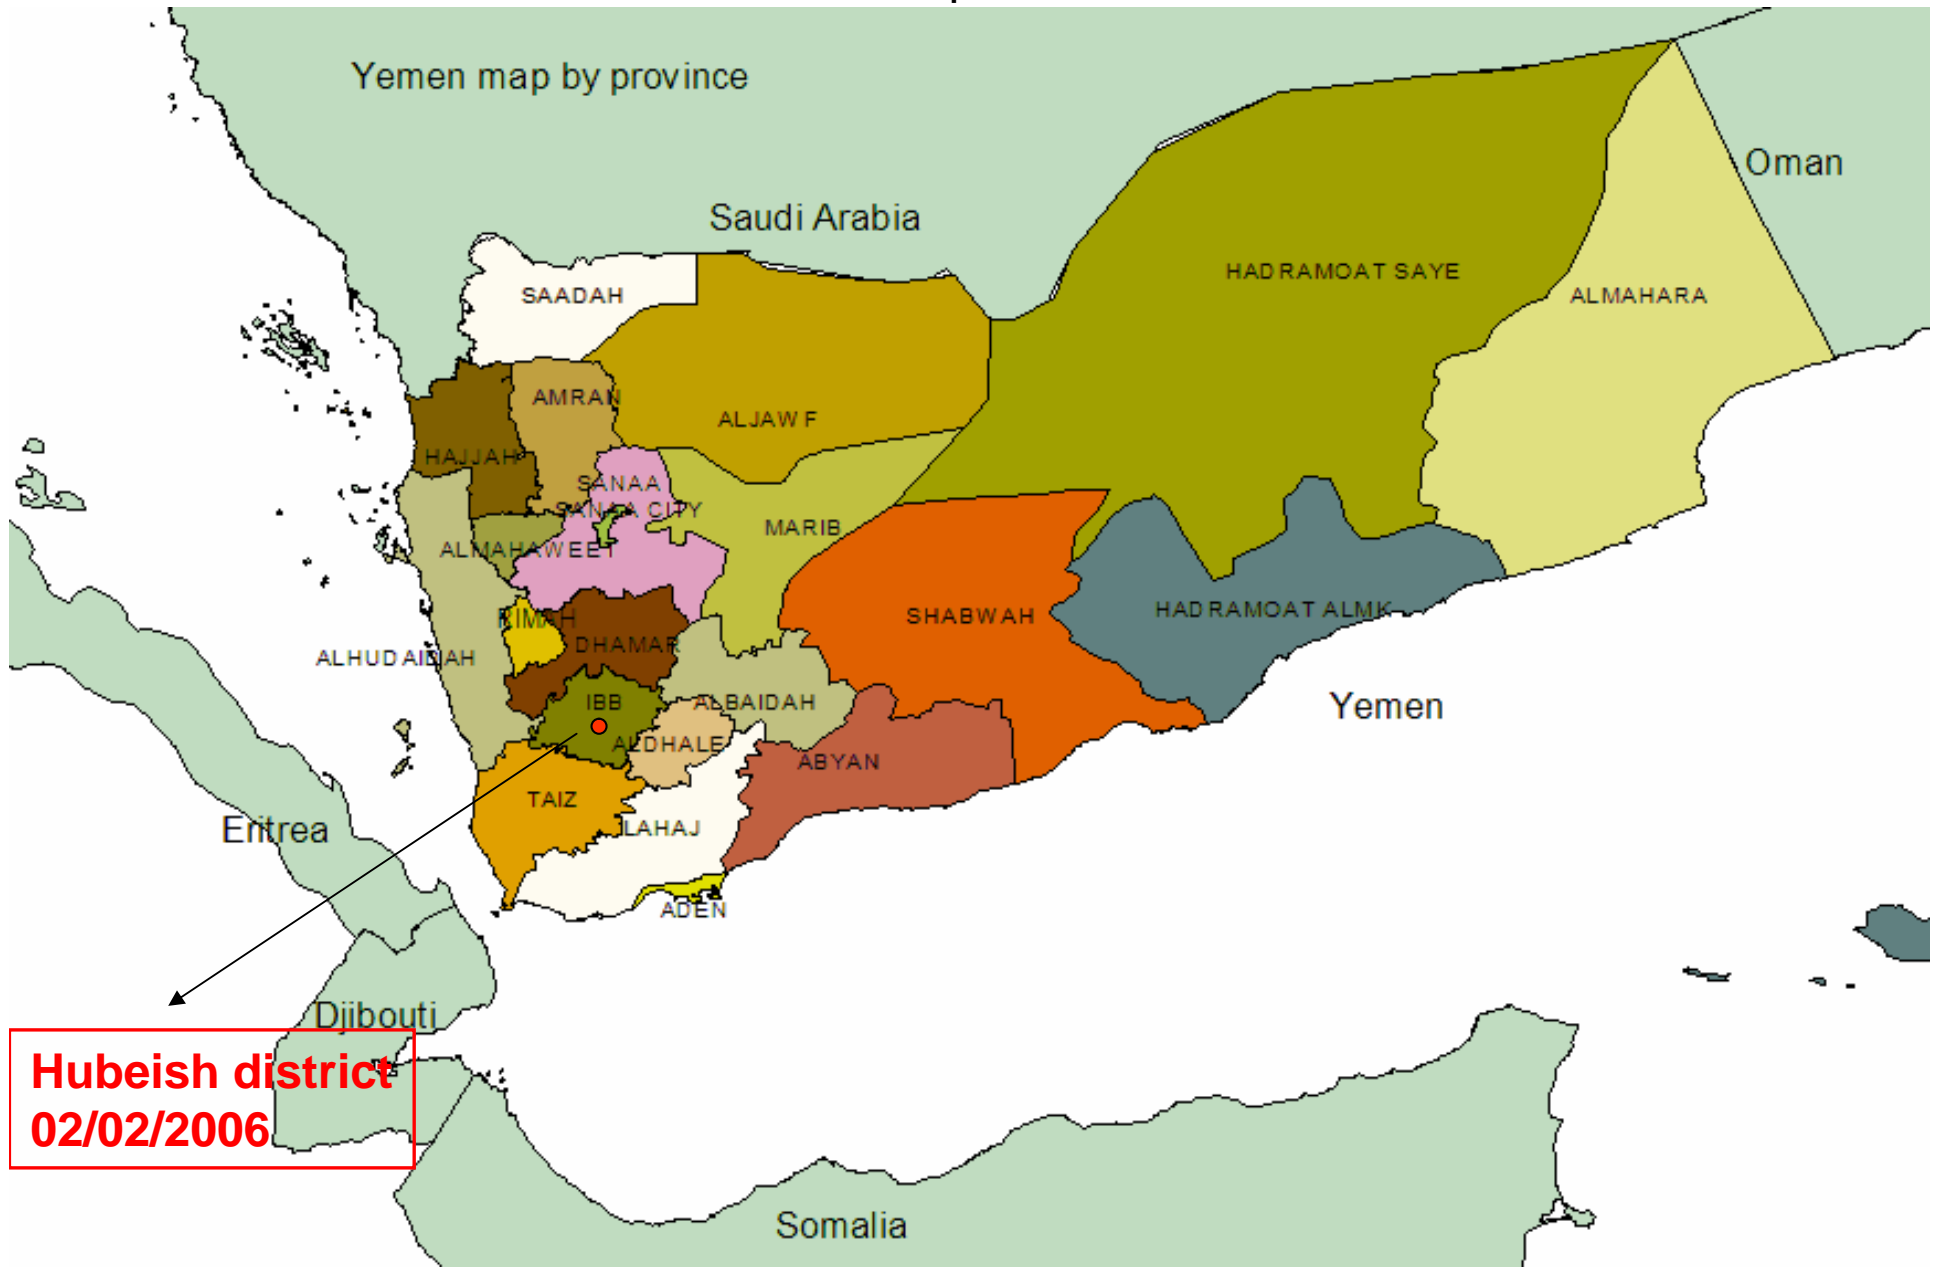 Yemen map by province
Oman
Saudi Arabia
HADRAMOAT SAYE
SAADAH
ALMAHARA
AMRAN
ALJAWF
HAJJAH
SANAA
SANAA CITY
MARIB
ALMAHAWEET
RIMAH
SHABWAH
HADRAMOAT ALMK
DHAMAR
ALHUDAIDAH
IBB
ALBAIDAH
Yemen
ALDHALE
ABYAN
TAIZ
LAHAJ
Eritrea
ADEN
Djibouti
Hubeish district
02/02/2006
Somalia